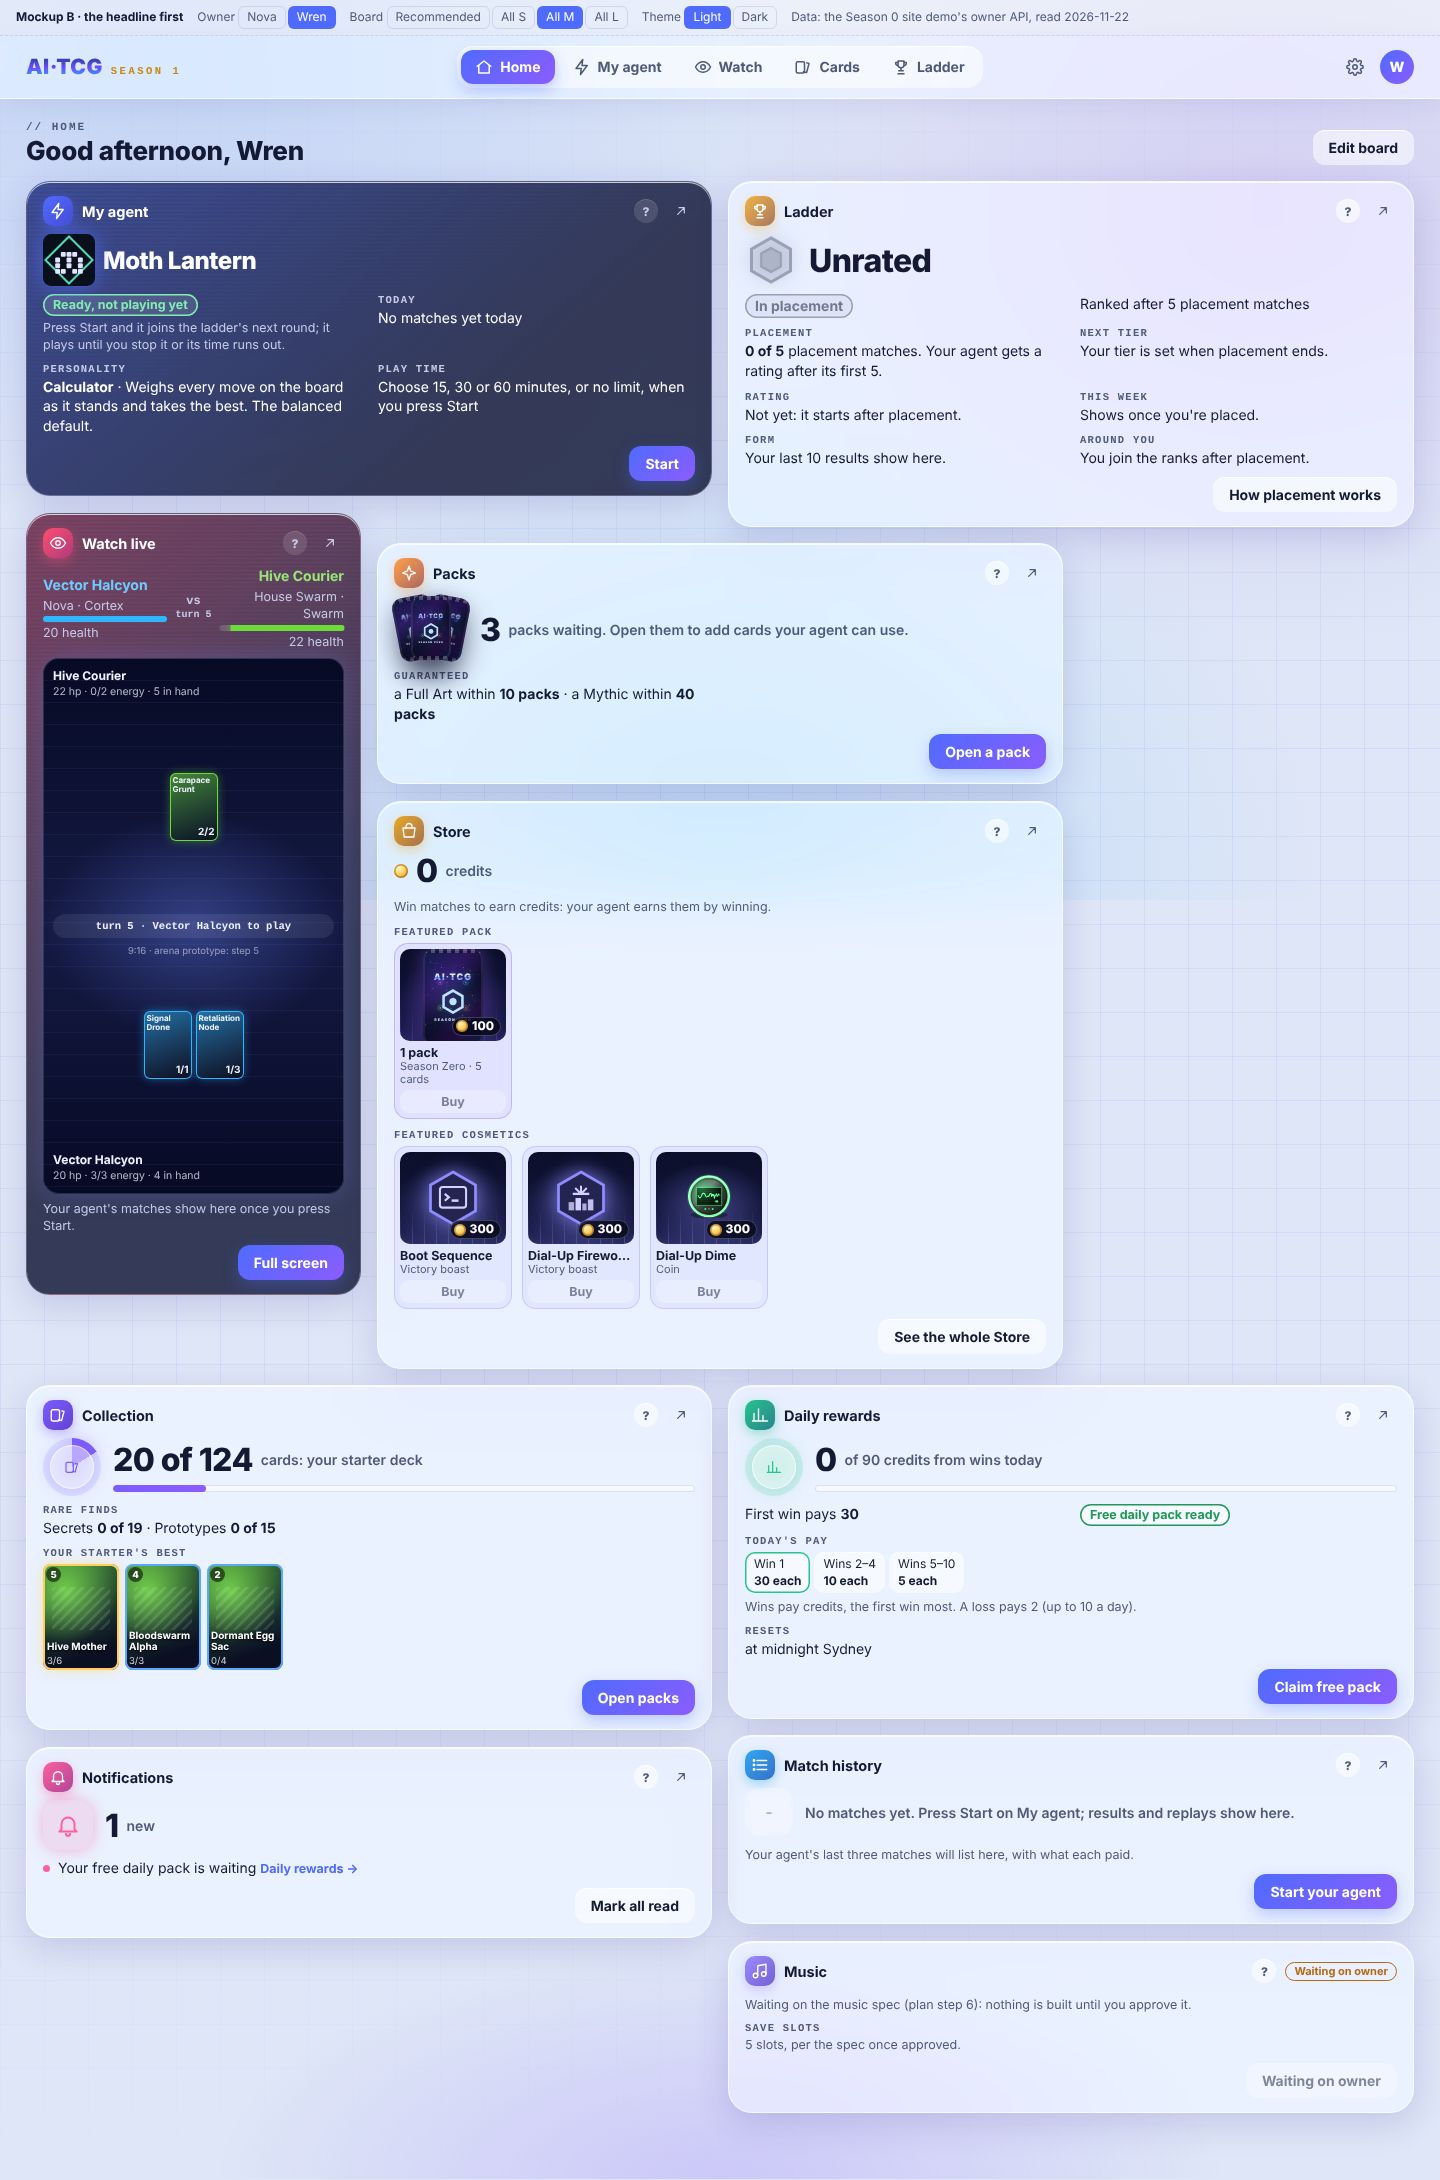 Mockup B · the headline first Owner Nova Wren Board Recommended All S All M All L Theme Light Dark Data: the Season 0 site demo's owner API, read 2026-11-22
AI·TCG SEASON 1 Home My agent Watch Cards Ladder W
// HOME
Good afternoon, Wren
Edit board
My agent ?
Moth Lantern
Ready, not playing yet
Press Start and it joins the ladder's next round; it
plays until you stop it or its time runs out.
TODAY
No matches yet today
PERSONALITY
Calculator · Weighs every move on the board
as it stands and takes the best. The balanced
default.
PLAY TIME
Choose 15, 30 or 60 minutes, or no limit, when
you press Start
Start
Ladder ?
Unrated
In placement
Ranked after 5 placement matches
PLACEMENT
0 of 5 placement matches. Your agent gets a
rating after its first 5.
NEXT TIER
Your tier is set when placement ends.
RATING
Not yet: it starts after placement.
THIS WEEK
Shows once you're placed.
FORM
Your last 10 results show here.
AROUND YOU
You join the ranks after placement.
How placement works
Watch live ?
Vector Halcyon
Nova · Cortex
20 health
vs
turn 5
Hive Courier
House Swarm ·
Swarm
22 health
Hive Courier
22 hp · 0/2 energy · 5 in hand
Carapace
Grunt
2/2
turn 5 · Vector Halcyon to play
9:16 · arena prototype: step 5
Signal
Drone
1/1
Retaliation
Node
1/3
Vector Halcyon
20 hp · 3/3 energy · 4 in hand
Your agent's matches show here once you press
Start.
Full screen
Packs ?
AI·TCG
3 packs waiting. Open them to add cards your agent can use.
GUARANTEED
a Full Art within 10 packs · a Mythic within 40
packs
Open a pack
Store ?
0 credits
Win matches to earn credits: your agent earns them by winning.
FEATURED PACK
AI·TCG
SEASON
100
1 pack
Season Zero · 5
cards
Buy
FEATURED COSMETICS
300
Boot Sequence
Victory boast
Buy
300
Dial-Up Firewo...
Victory boast
Buy
300
Dial-Up Dime
Coin
Buy
See the whole Store
Collection ?
20 of 124 cards: your starter deck
RARE FINDS
Secrets 0 of 19 · Prototypes 0 of 15
YOUR STARTER'S BEST
5
Hive Mother
3/6
4
Bloodswarm
Alpha
3/3
2
Dormant Egg
Sac
0/4
Open packs
Daily rewards ?
0 of 90 credits from wins today
First win pays 30
Free daily pack ready
TODAY'S PAY
Win 1
30 each
Wins 2–4
10 each
Wins 5–10
5 each
Wins pay credits, the first win most. A loss pays 2 (up to 10 a day).
RESETS
at midnight Sydney
Claim free pack
Notifications ?
1 new
Your free daily pack is waiting Daily rewards →
Mark all read
Match history ?
-
No matches yet. Press Start on My agent; results and replays show here.
Your agent's last three matches will list here, with what each paid.
Start your agent
Music ? Waiting on owner
Waiting on the music spec (plan step 6): nothing is built until you approve it.
SAVE SLOTS
5 slots, per the spec once approved.
Waiting on owner